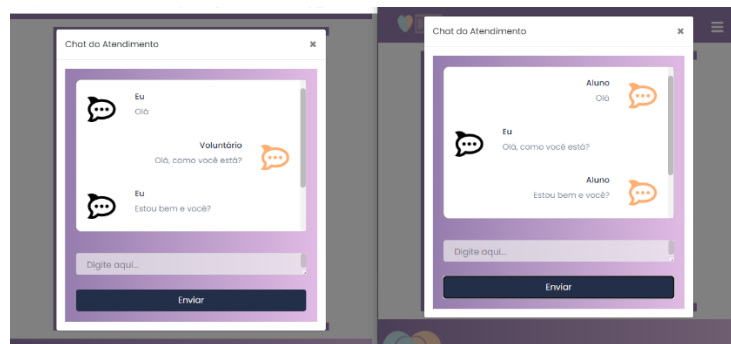 Chat do Atendimento ×
Eu
Olá
Voluntário
Olá, como você está?
Eu
Estou bem e você?
Digite aqui...
Enviar
Chat do Atendimento ×
Aluno
Olá
Eu
Olá, como você está?
Aluno
Estou bem e você?
Digite aqui...
Enviar